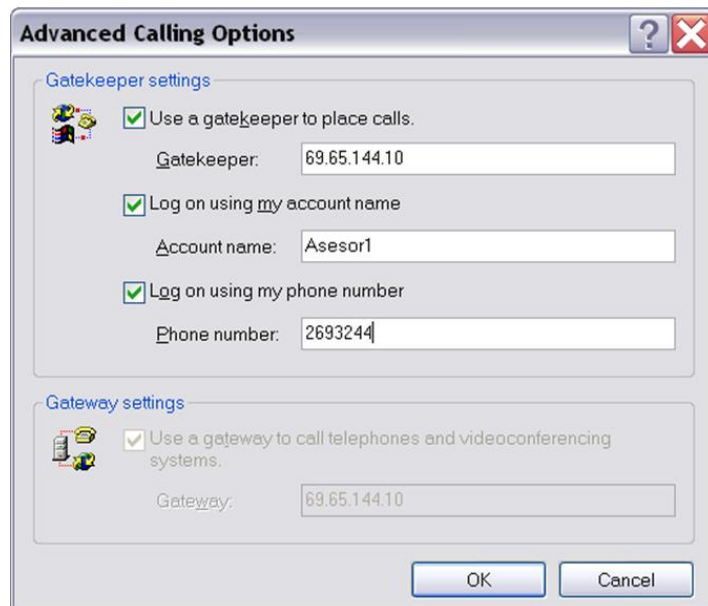 Advanced Calling Options
Gatekeeper settings
Use a gatekeeper to place calls.
Gatekeeper: 69.65.144.10
Log on using my account name
Account name: Asesor1
Log on using my phone number
Phone number: 2693244
Gateway settings
Use a gateway to call telephones and videoconferencing
systems.
Gateway: 69.65.144.10
OK Cancel